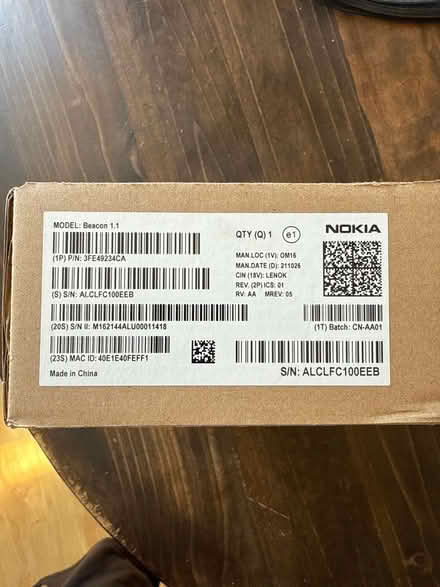 MODEL: Beacon 1.1
(1P) P/N: 3FE49234CA
(S) S/N: ALCLFC100EEB
(20S) S/N II: M162144ALU00011418
(23S) MAC ID: 40E1E40FEFF1
Made in China
QTY (Q) 1
e1
NOKIA
MAN.LOC (1V): OM16
MAN.DATE (D): 211026
CIN (18V): LENOK
REV. (2P) ICS: 01
RV: AA MREV: 05
(1T) Batch: CN-AA01
S/N: ALCLFC100EEB